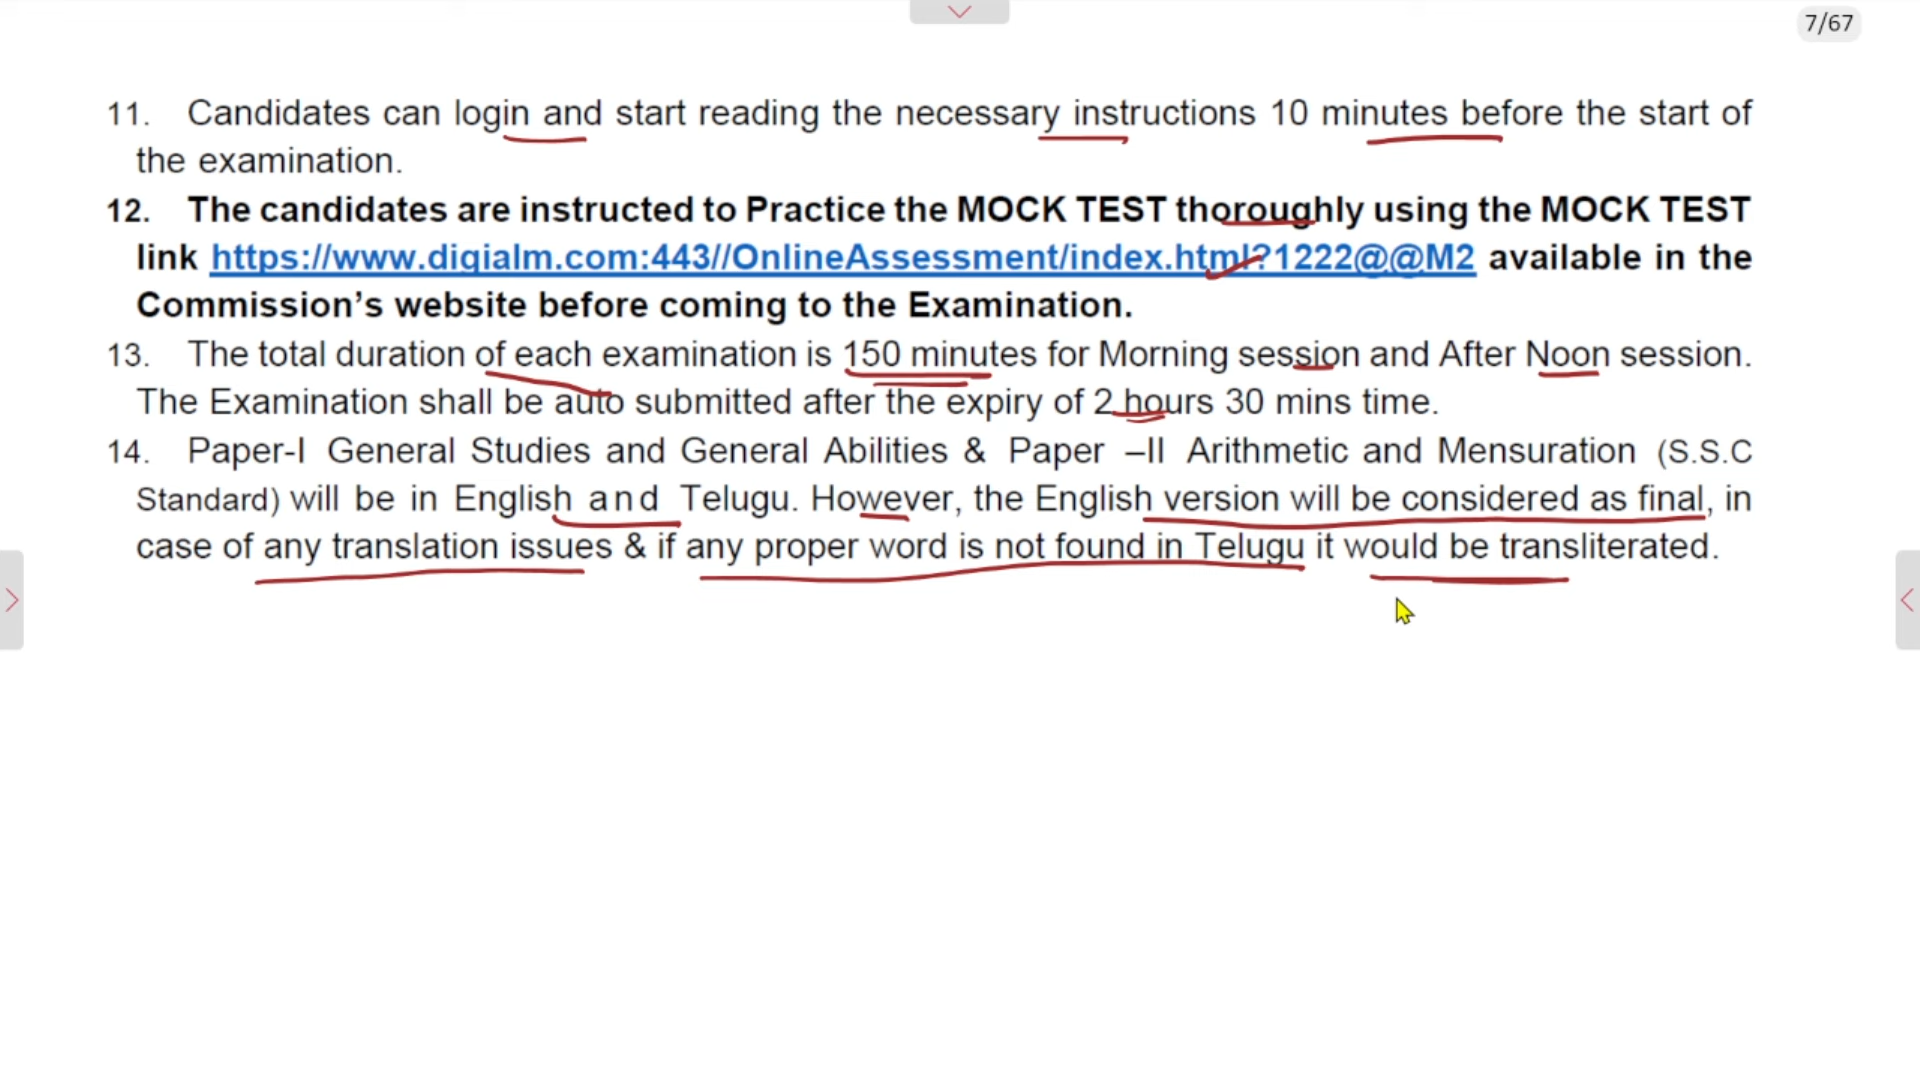 7/67
11. Candidates can login and start reading the necessary instructions 10 minutes before the start of
the examination.
12. The candidates are instructed to Practice the MOCK TEST thoroughly using the MOCK TEST
link https://www.digialm.com:443//OnlineAssessment/index.html?1222@@M2 available in the
Commission's website before coming to the Examination.
13. The total duration of each examination is 150 minutes for Morning session and After Noon session.
The Examination shall be auto submitted after the expiry of 2 hours 30 mins time.
14. Paper-I General Studies and General Abilities & Paper –II Arithmetic and Mensuration (S.S.C
Standard) will be in English and Telugu. However, the English version will be considered as final, in
case of any translation issues & if any proper word is not found in Telugu it would be transliterated.